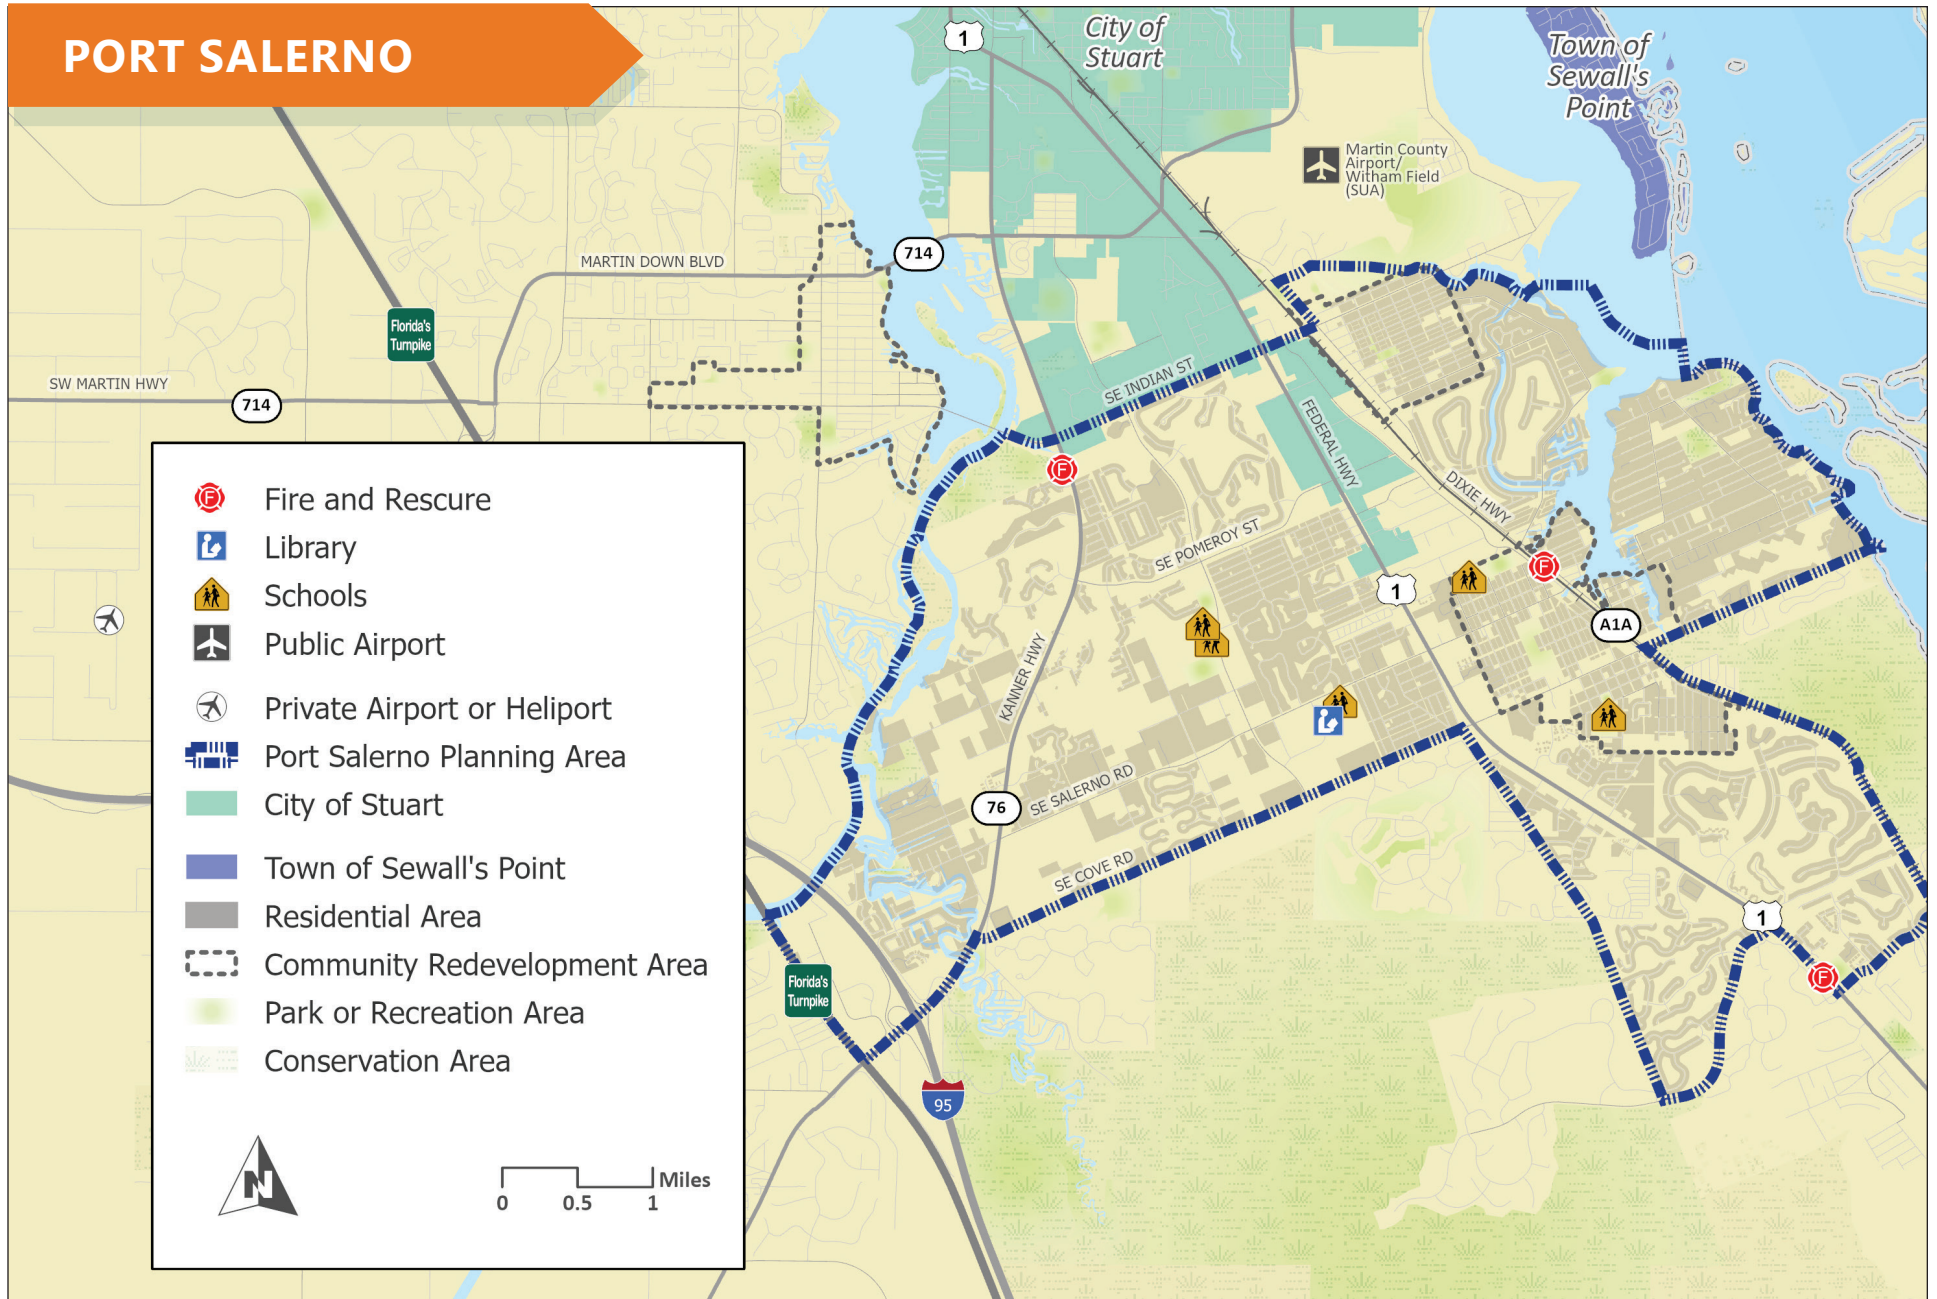 PORT SALERNO
City of
Stuart
Town of
Sewall's
Point
1
Martin County
Airport/
Witham Field
(SUA)
714
MARTIN DOWN BLVD
Florida's
Turnpike
SW MARTIN HWY
714
SE INDIAN ST
FEDERAL HWY
F
DIXIE HWY
SE POMEROY ST
F
1
A1A
KANNER HWY
SE SALERNO RD
76
SE COVE RD
1
F
Florida's
Turnpike
95
F
Fire and Rescure
Library
Schools
Public Airport
Private Airport or Heliport
Port Salerno Planning Area
City of Stuart
Town of Sewall's Point
Residential Area
Community Redevelopment Area
Park or Recreation Area
Conservation Area
N
Miles
0 0.5 1